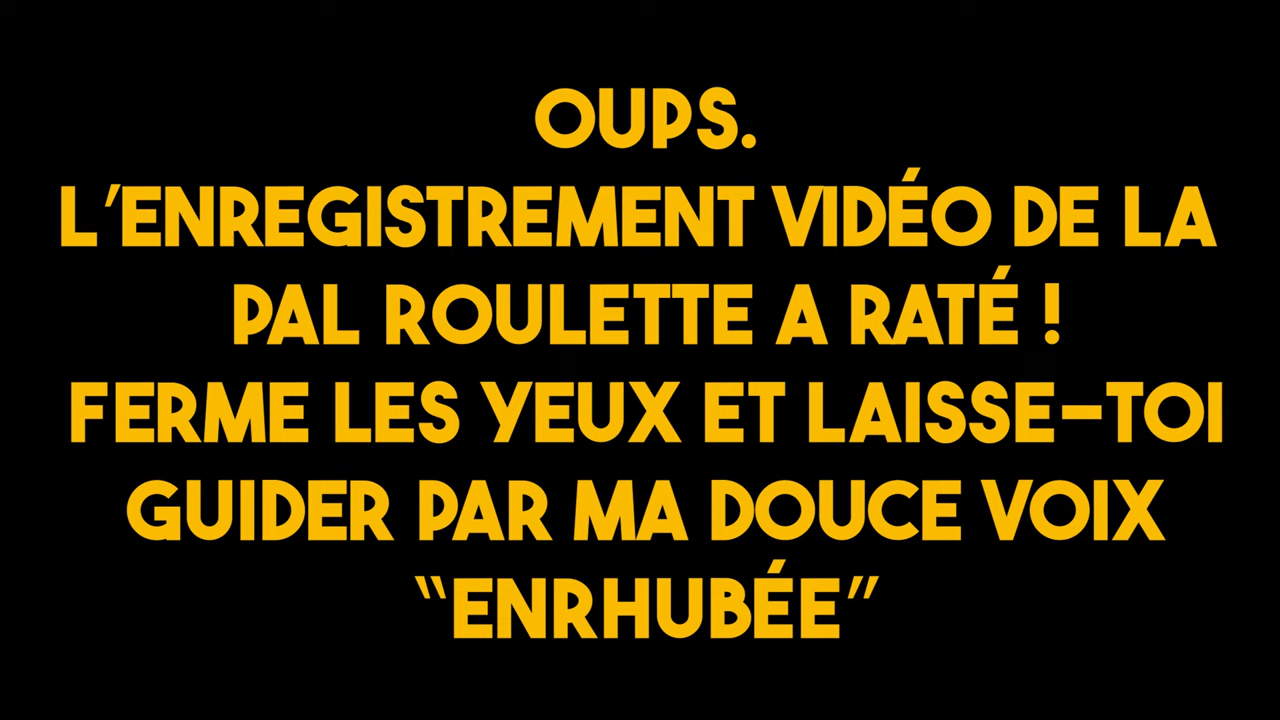 OUPS.
L'ENREGISTREMENT VIDÉO DE LA
PAL ROULETTE A RATÉ !
FERME LES YEUX ET LAISSE-TOI
GUIDER PAR MA DOUCE VOIX
"ENRHUBÉE"